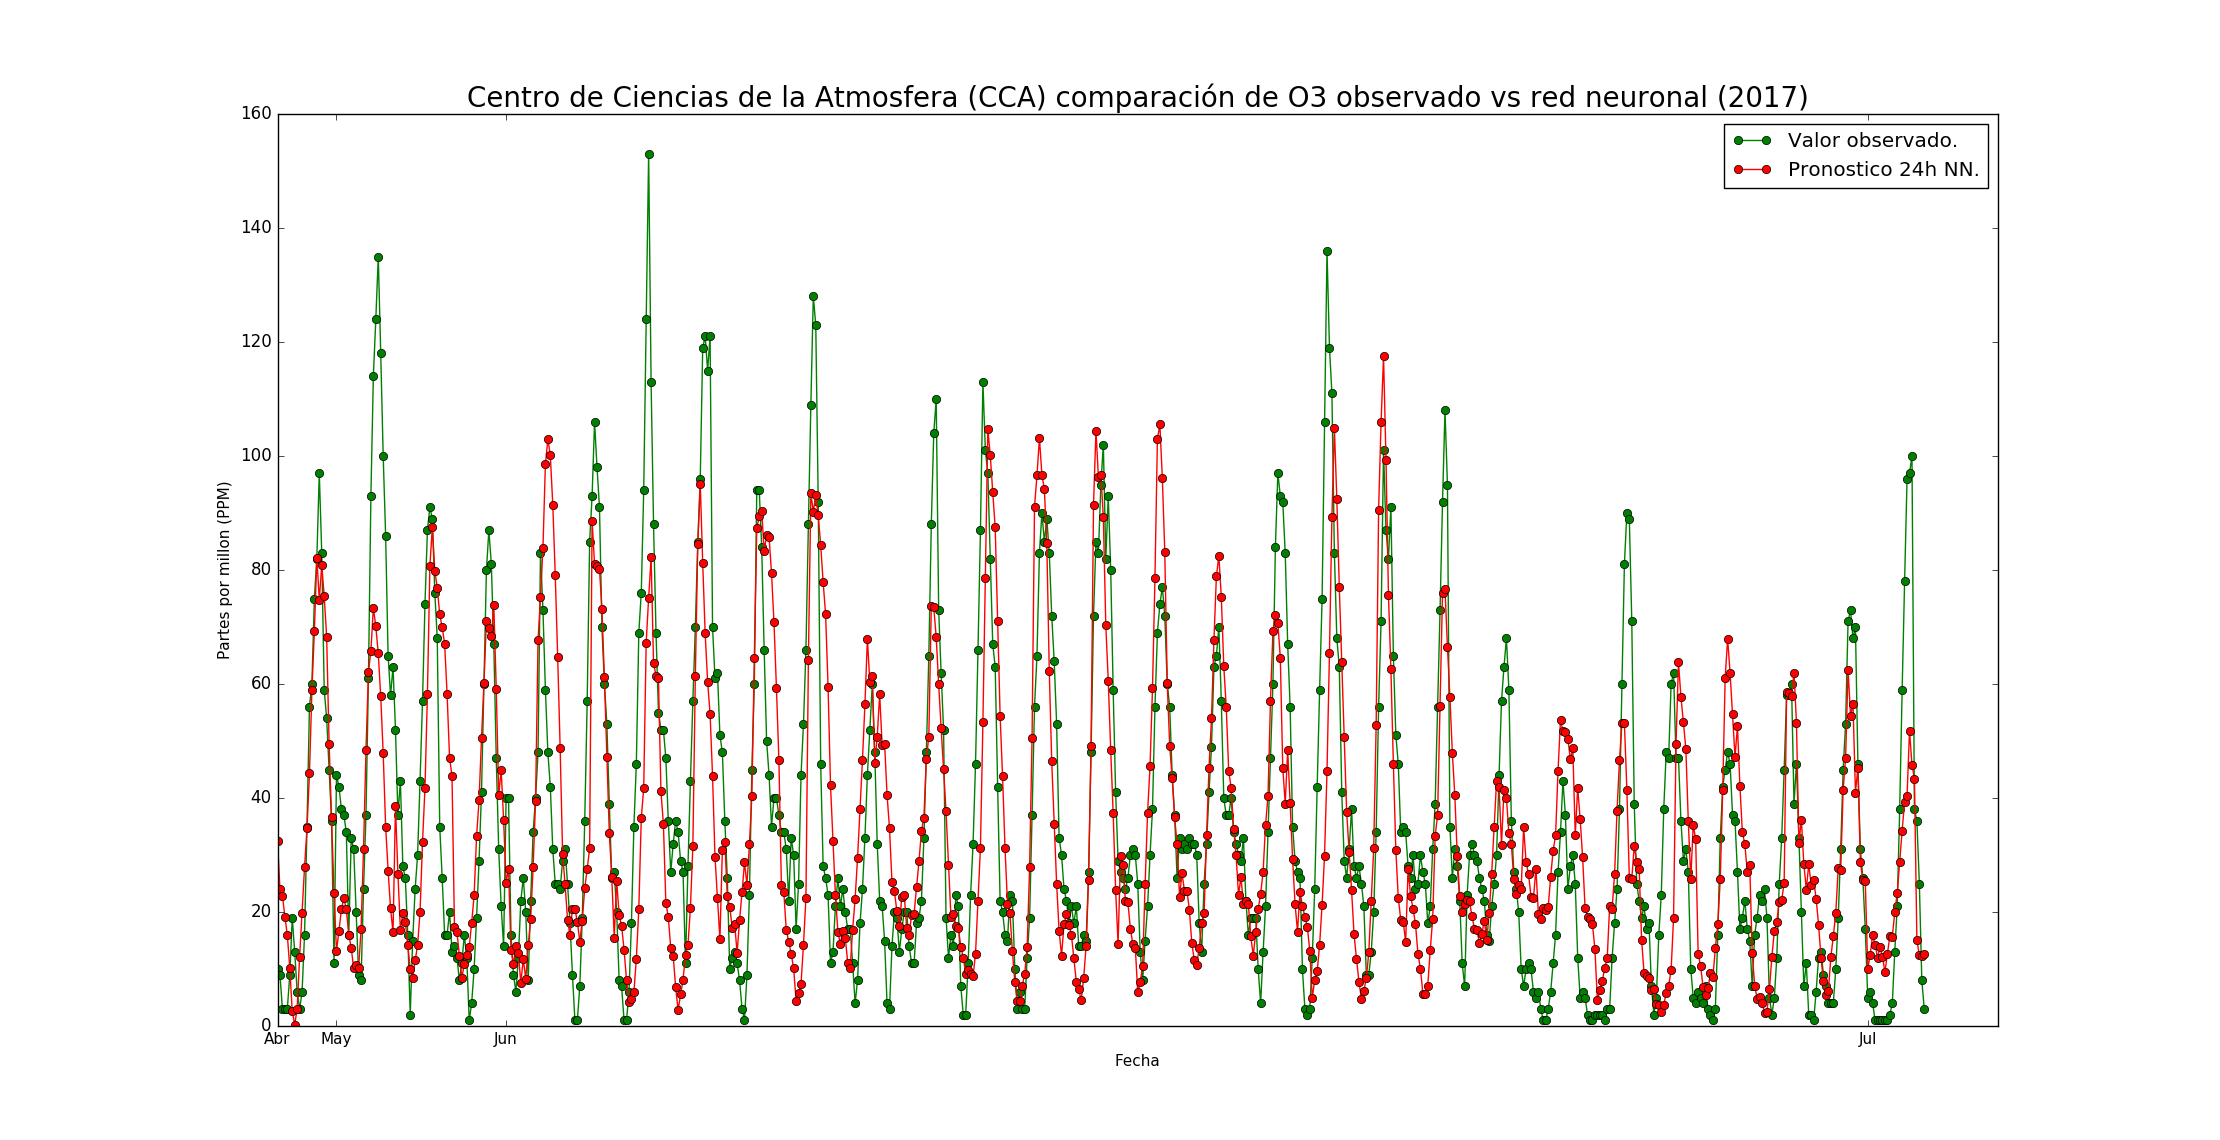 Centro de Ciencias de la Atmosfera (CCA) comparación de O3 observado vs red neuronal (2017)
160
140
120
100
80
60
40
20
0
Partes por millon (PPM)
Valor observado.
Pronostico 24h NN.
Abr May Jun Jul
Fecha